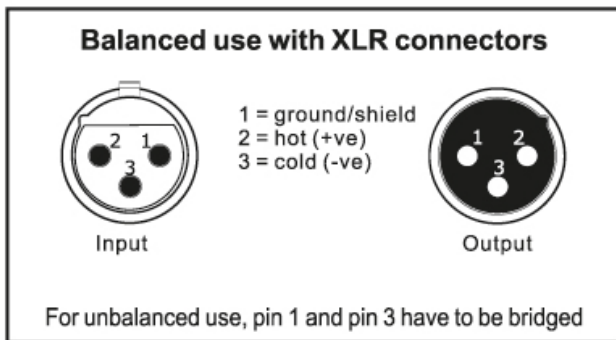 Balanced use with XLR connectors
1 = ground/shield
2 = hot (+ve)
3 = cold (-ve)
2 1
3
1 2
3
Input
Output
For unbalanced use, pin 1 and pin 3 have to be bridged